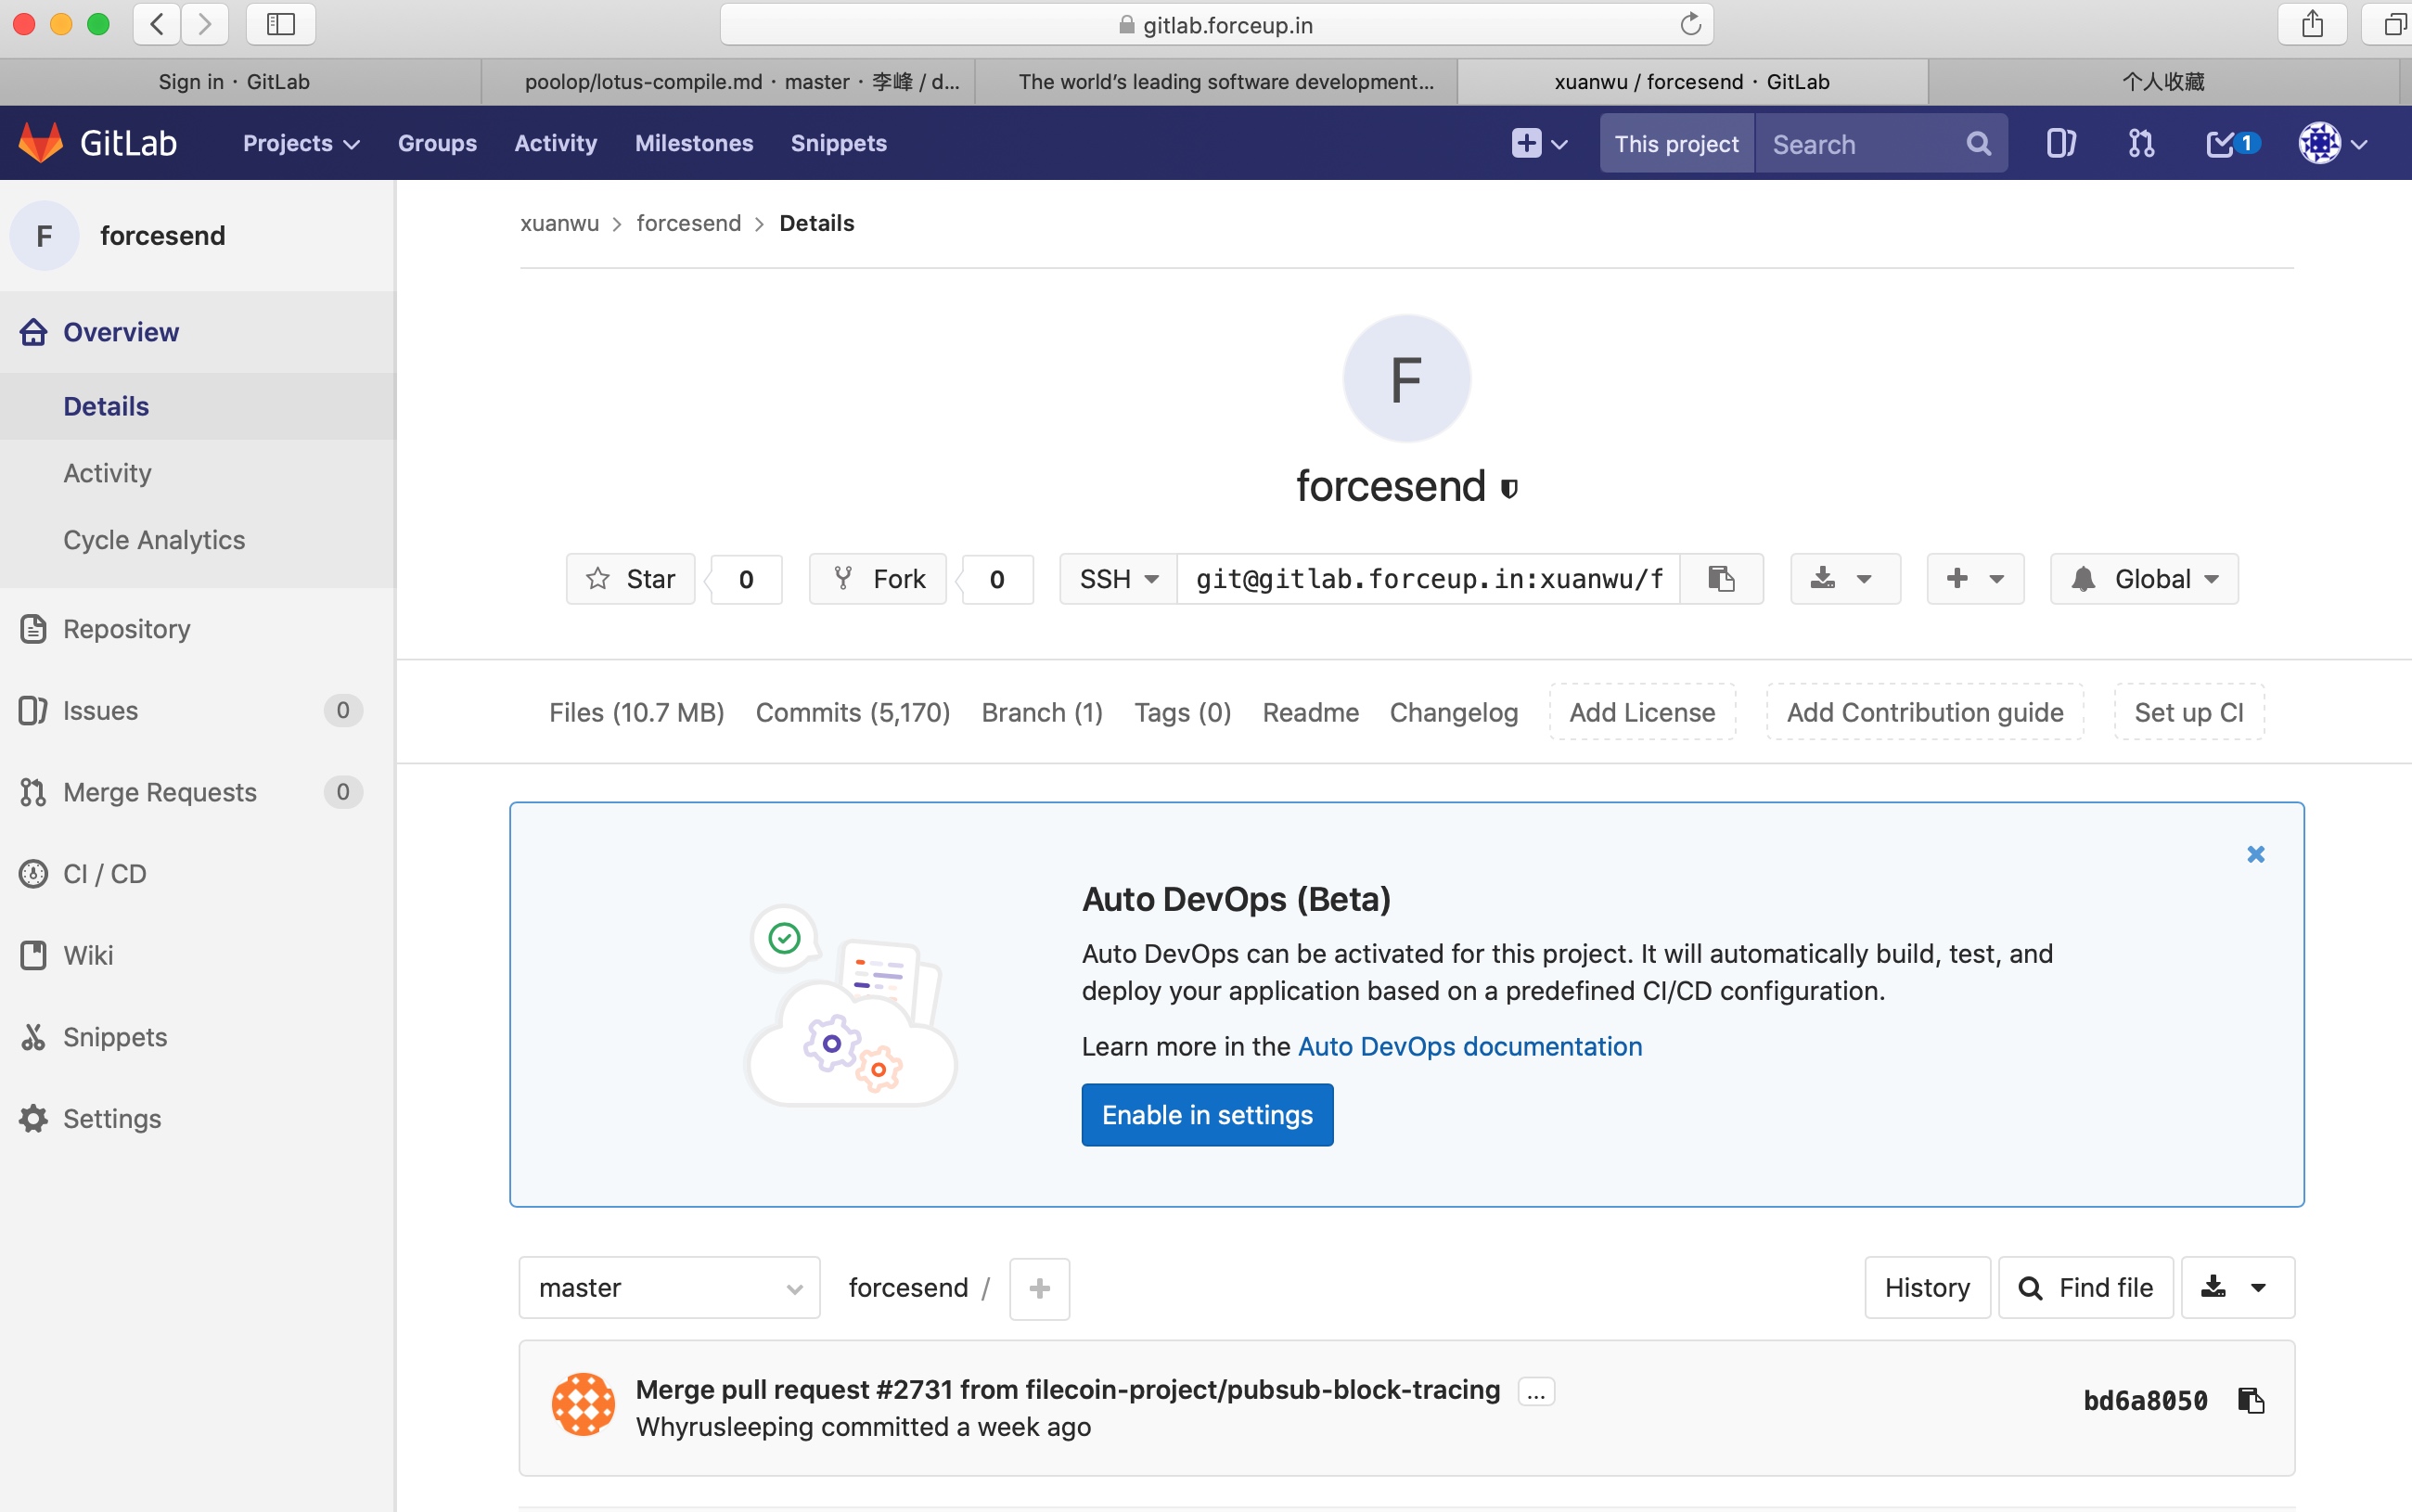 gitlab.forceup.in
Sign in · GitLab
poolop/lotus-compile.md · master · 李峰 / d...
The world's leading software development...
xuanwu / forcesend · GitLab
个人收藏
GitLab
Projects
Groups
Activity
Milestones
Snippets
This project
Search
1
F
forcesend
Overview
Details
Activity
Cycle Analytics
Repository
Issues
0
Merge Requests
0
CI / CD
Wiki
Snippets
Settings
xuanwu > forcesend > Details
F
forcesend
Star
0
Fork
0
SSH
git@gitlab.forceup.in:xuanwu/f
Global
Files (10.7 MB)
Commits (5,170)
Branch (1)
Tags (0)
Readme
Changelog
Add License
Add Contribution guide
Set up CI
Auto DevOps (Beta)
Auto DevOps can be activated for this project. It will automatically build, test, and
deploy your application based on a predefined CI/CD configuration.
Learn more in the Auto DevOps documentation
Enable in settings
master
forcesend /
History
Find file
Merge pull request #2731 from filecoin-project/pubsub-block-tracing ...
Whyrusleeping committed a week ago
bd6a8050